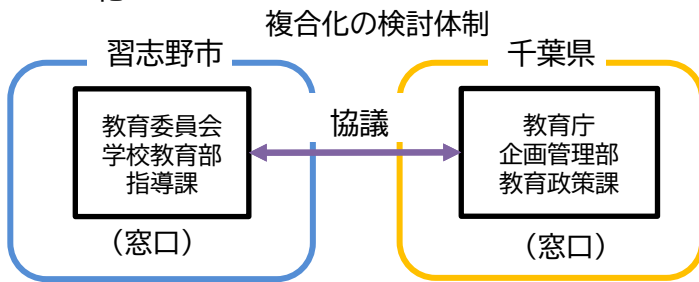 複合化の検討体制
習志野市
千葉県
教育委員会
学校教育部
指導課
協議
教育庁
企画管理部
教育政策課
（窓口）
（窓口）